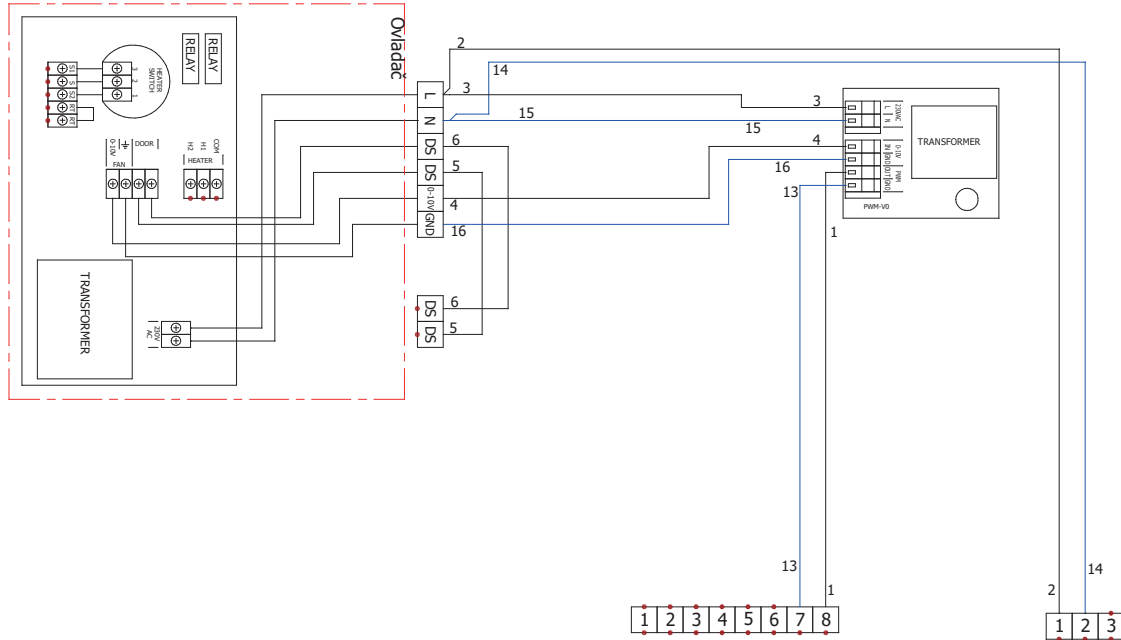 Ovladač
RELAY
RELAY
HEATER
SWITCH
3
2
1
S1
S
S2
RT
RT
0-10V
DOOR
FAN
H2
H1
COM
HEATER
TRANSFORMER
230V
AC
L
N
DS
DS
0-10V
GND
DS
DS
2
14
3
15
6
5
4
16
6
5
3
15
4
16
13
1
230VAC
L
N
0-10V
IN
GND
PWM
OUT
GND
TRANSFORMER
PWM-V0
13
1
2
14
1 2 3 4 5 6 7 8
1 2 3